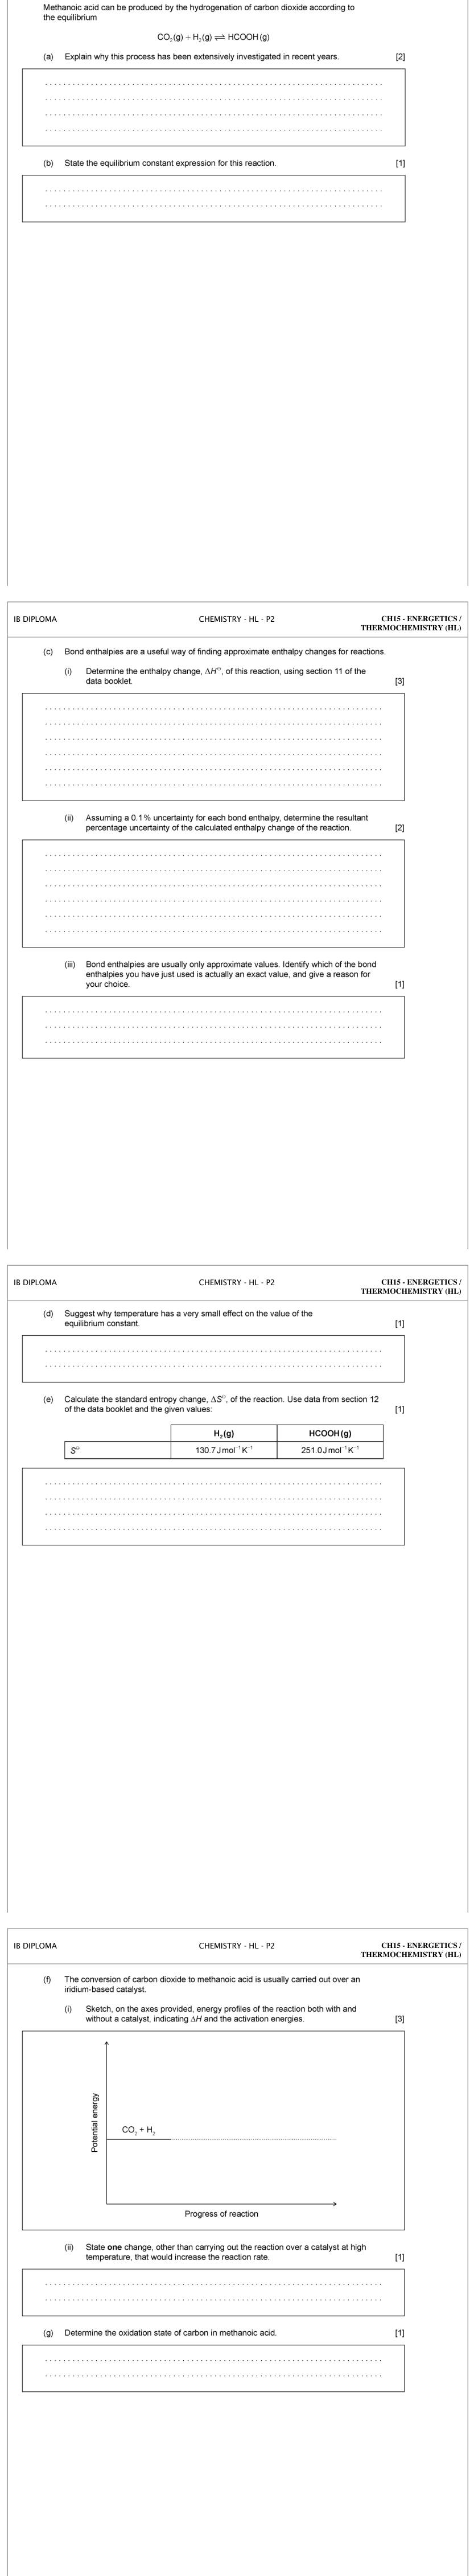 Methanoic acid can be produced by the hydrogenation of carbon dioxide according to
the equilibrium
CO₂(g) + H₂(g) ⇌ HCOOH(g)
(a) Explain why this process has been extensively investigated in recent years. [2]
(b) State the equilibrium constant expression for this reaction. [1]
IB DIPLOMA CHEMISTRY - HL - P2 CH15 - ENERGETICS /
THERMOCHEMISTRY (HL)
(c) Bond enthalpies are a useful way of finding approximate enthalpy changes for reactions.
(i) Determine the enthalpy change, ΔH⦵, of this reaction, using section 11 of the
data booklet. [3]
(ii) Assuming a 0.1% uncertainty for each bond enthalpy, determine the resultant
percentage uncertainty of the calculated enthalpy change of the reaction. [2]
(iii) Bond enthalpies are usually only approximate values. Identify which of the bond
enthalpies you have just used is actually an exact value, and give a reason for
your choice. [1]
IB DIPLOMA CHEMISTRY - HL - P2 CH15 - ENERGETICS /
THERMOCHEMISTRY (HL)
(d) Suggest why temperature has a very small effect on the value of the
equilibrium constant. [1]
(e) Calculate the standard entropy change, ΔS⦵, of the reaction. Use data from section 12
of the data booklet and the given values: [1]
H₂(g) HCOOH(g)
S⦵ 130.7 J mol⁻¹ K⁻¹ 251.0 J mol⁻¹ K⁻¹
IB DIPLOMA CHEMISTRY - HL - P2 CH15 - ENERGETICS /
THERMOCHEMISTRY (HL)
(f) The conversion of carbon dioxide to methanoic acid is usually carried out over an
iridium-based catalyst.
(i) Sketch, on the axes provided, energy profiles of the reaction both with and
without a catalyst, indicating ΔH and the activation energies. [3]
Potential energy
CO₂ + H₂
Progress of reaction
(ii) State one change, other than carrying out the reaction over a catalyst at high
temperature, that would increase the reaction rate. [1]
(g) Determine the oxidation state of carbon in methanoic acid. [1]